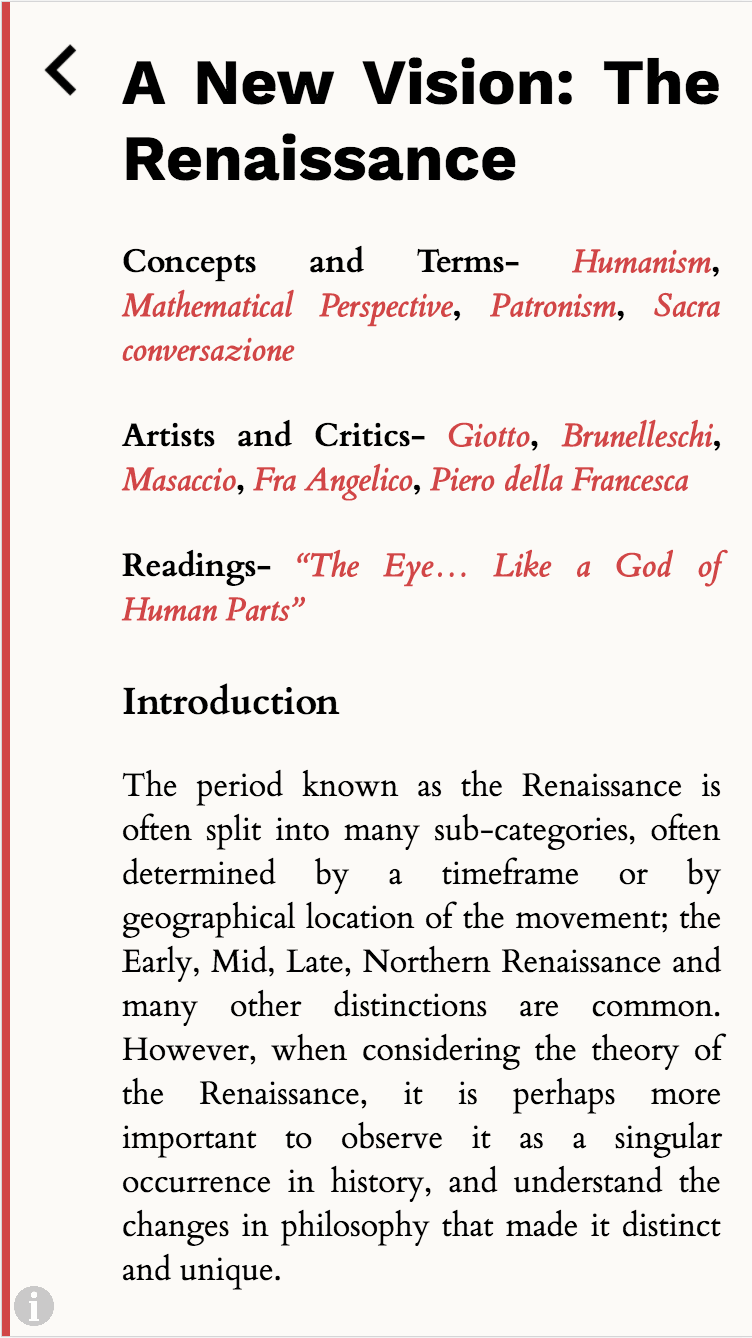 A New Vision: The
Renaissance
Concepts and Terms- Humanism,
Mathematical Perspective, Patronism, Sacra
conversazione
Artists and Critics- Giotto, Brunelleschi,
Masaccio, Fra Angelico, Piero della Francesca
Readings- “The Eye… Like a God of
Human Parts”
Introduction
The period known as the Renaissance is
often split into many sub-categories, often
determined by a timeframe or by
geographical location of the movement; the
Early, Mid, Late, Northern Renaissance and
many other distinctions are common.
However, when considering the theory of
the Renaissance, it is perhaps more
important to observe it as a singular
occurrence in history, and understand the
changes in philosophy that made it distinct
and unique.